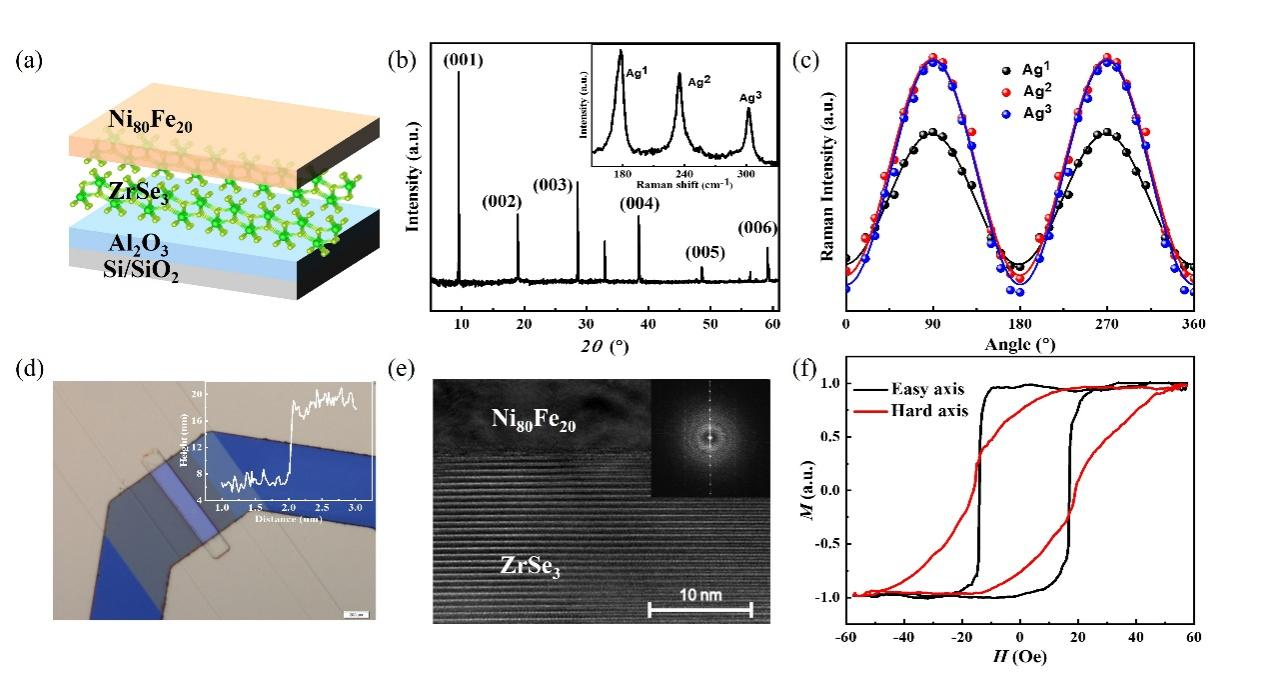 (a)
Ni80Fe20
ZrSe3
Al2O3
Si/SiO2
(b)
Intensity (a.u.)
(001)
(002)
(003)
(004)
(005)
(006)
10 20 30 40 50 60
2θ (°)
Intensity (a.u.)
Ag1
Ag2
Ag3
180 240 300
Raman shift (cm-1)
(c)
Raman Intensity (a.u.)
Ag1
Ag2
Ag3
0 90 180 270 360
Angle (°)
(d)
Height (nm)
20
16
12
8
4
1.0 1.5 2.0 2.5 3.0
Distance (nm)
(e)
Ni80Fe20
ZrSe3
10 nm
(f)
M (a.u.)
1.0
0.5
0.0
-0.5
-1.0
Easy axis
Hard axis
-60 -40 -20 0 20 40 60
H (Oe)